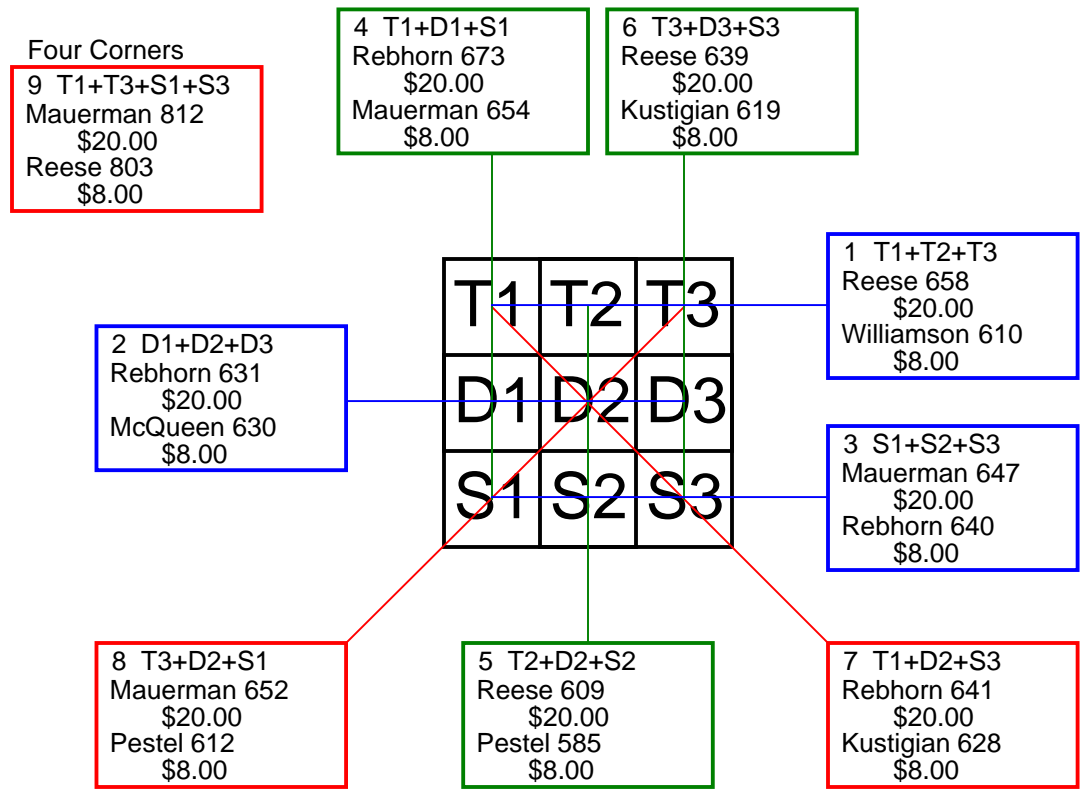 Four Corners
9 T1+T3+S1+S3
Mauerman 812
$20.00
Reese 803
$8.00
4 T1+D1+S1
Rebhorn 673
$20.00
Mauerman 654
$8.00
6 T3+D3+S3
Reese 639
$20.00
Kustigian 619
$8.00
1 T1+T2+T3
Reese 658
$20.00
Williamson 610
$8.00
2 D1+D2+D3
Rebhorn 631
$20.00
McQueen 630
$8.00
T1 T2 T3
D1 D2 D3
S1 S2 S3
3 S1+S2+S3
Mauerman 647
$20.00
Rebhorn 640
$8.00
8 T3+D2+S1
Mauerman 652
$20.00
Pestel 612
$8.00
5 T2+D2+S2
Reese 609
$20.00
Pestel 585
$8.00
7 T1+D2+S3
Rebhorn 641
$20.00
Kustigian 628
$8.00